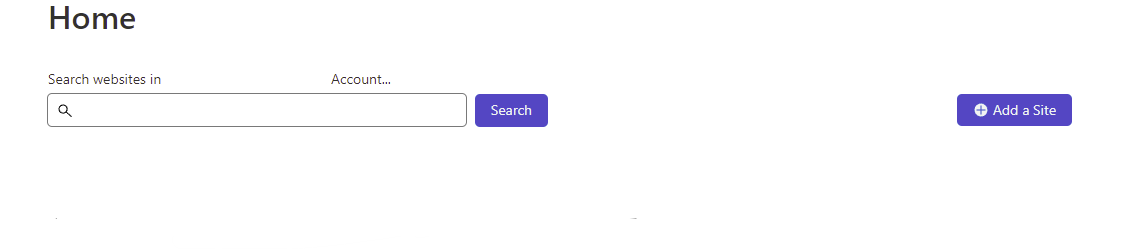 Home
Search websites in Account...
Search
Add a Site